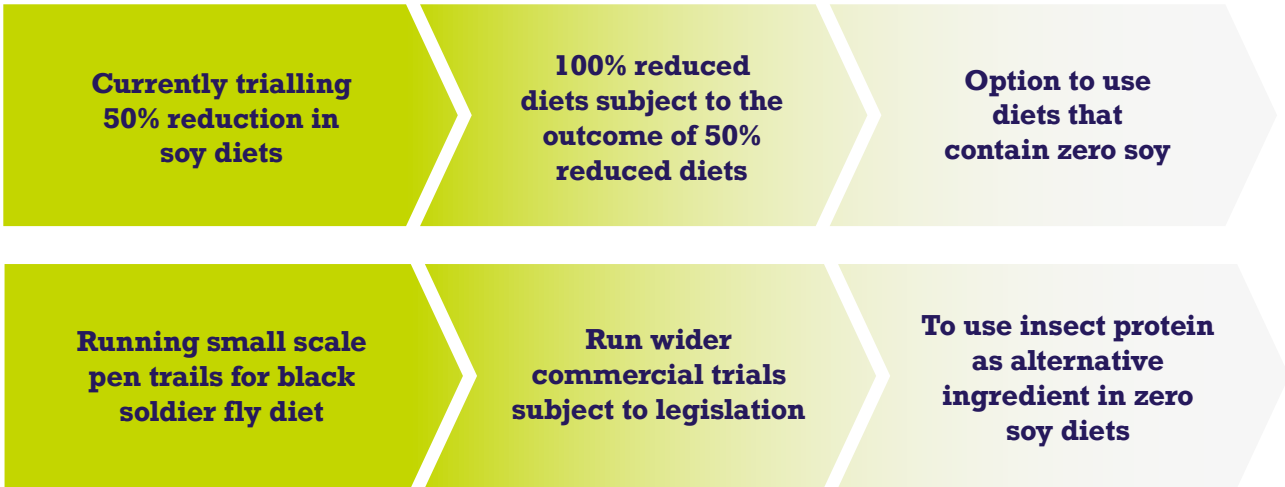 Currently trialling
50% reduction in
soy diets
100% reduced
diets subject to the
outcome of 50%
reduced diets
Option to use
diets that
contain zero soy
Running small scale
pen trails for black
soldier fly diet
Run wider
commercial trials
subject to legislation
To use insect protein
as alternative
ingredient in zero
soy diets